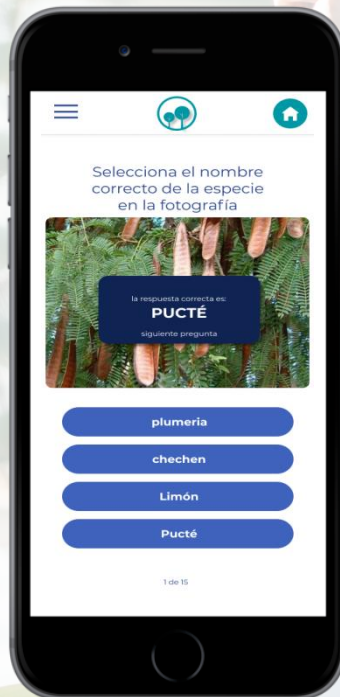 Selecciona el nombre
correcto de la especie
en la fotografía
la respuesta correcta es:
PUCTÉ
siguiente pregunta
plumeria
chechen
Limón
Pucté
1 de 15